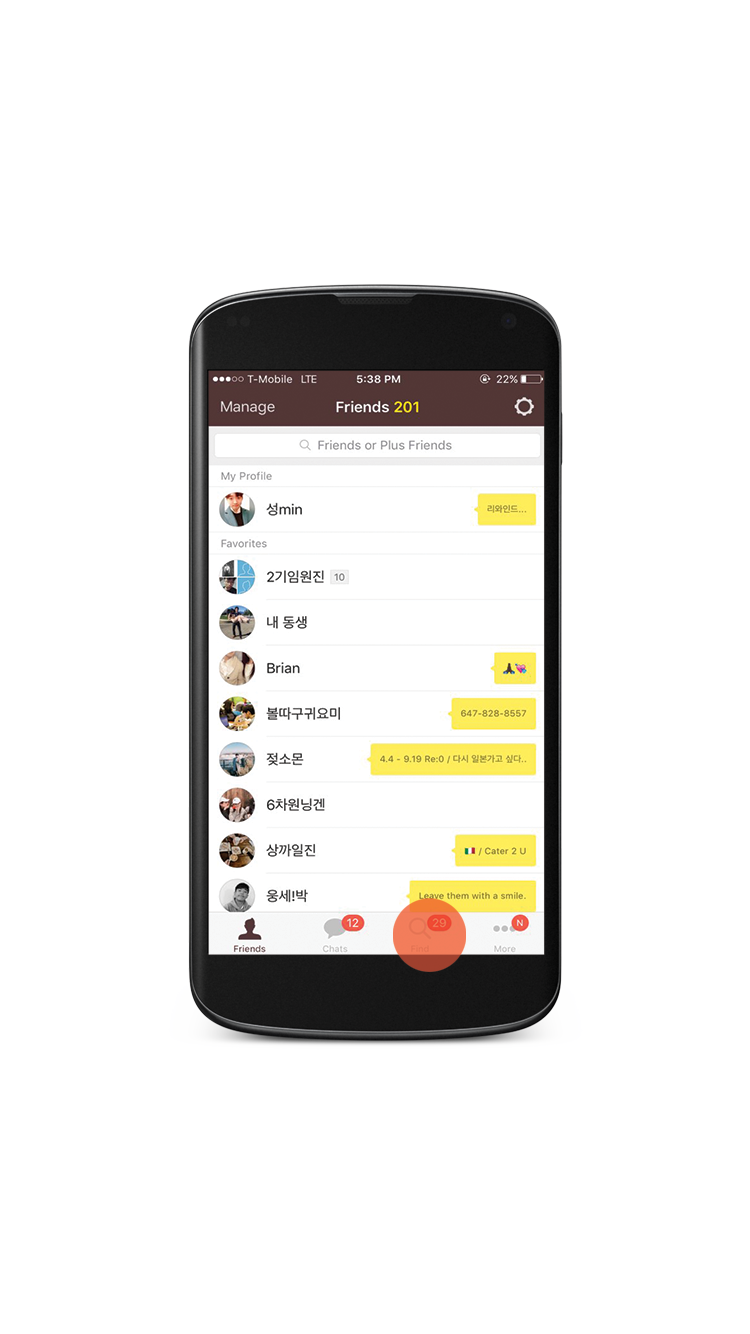 T-Mobile LTE 5:38 PM 22%
Manage Friends 201
Friends or Plus Friends
My Profile
성min 리와인드...
Favorites
2기임원진 10
내 동생
Brian
볼따구귀요미 647-828-8557
젖소몬 4.4 - 9.19 Re:0 / 다시 일본가고 싶다..
6차원닝겐
상까일진 / Cater 2 U
웅세!박 Leave them with a smile.
12 29 N
Friends Chats Find More